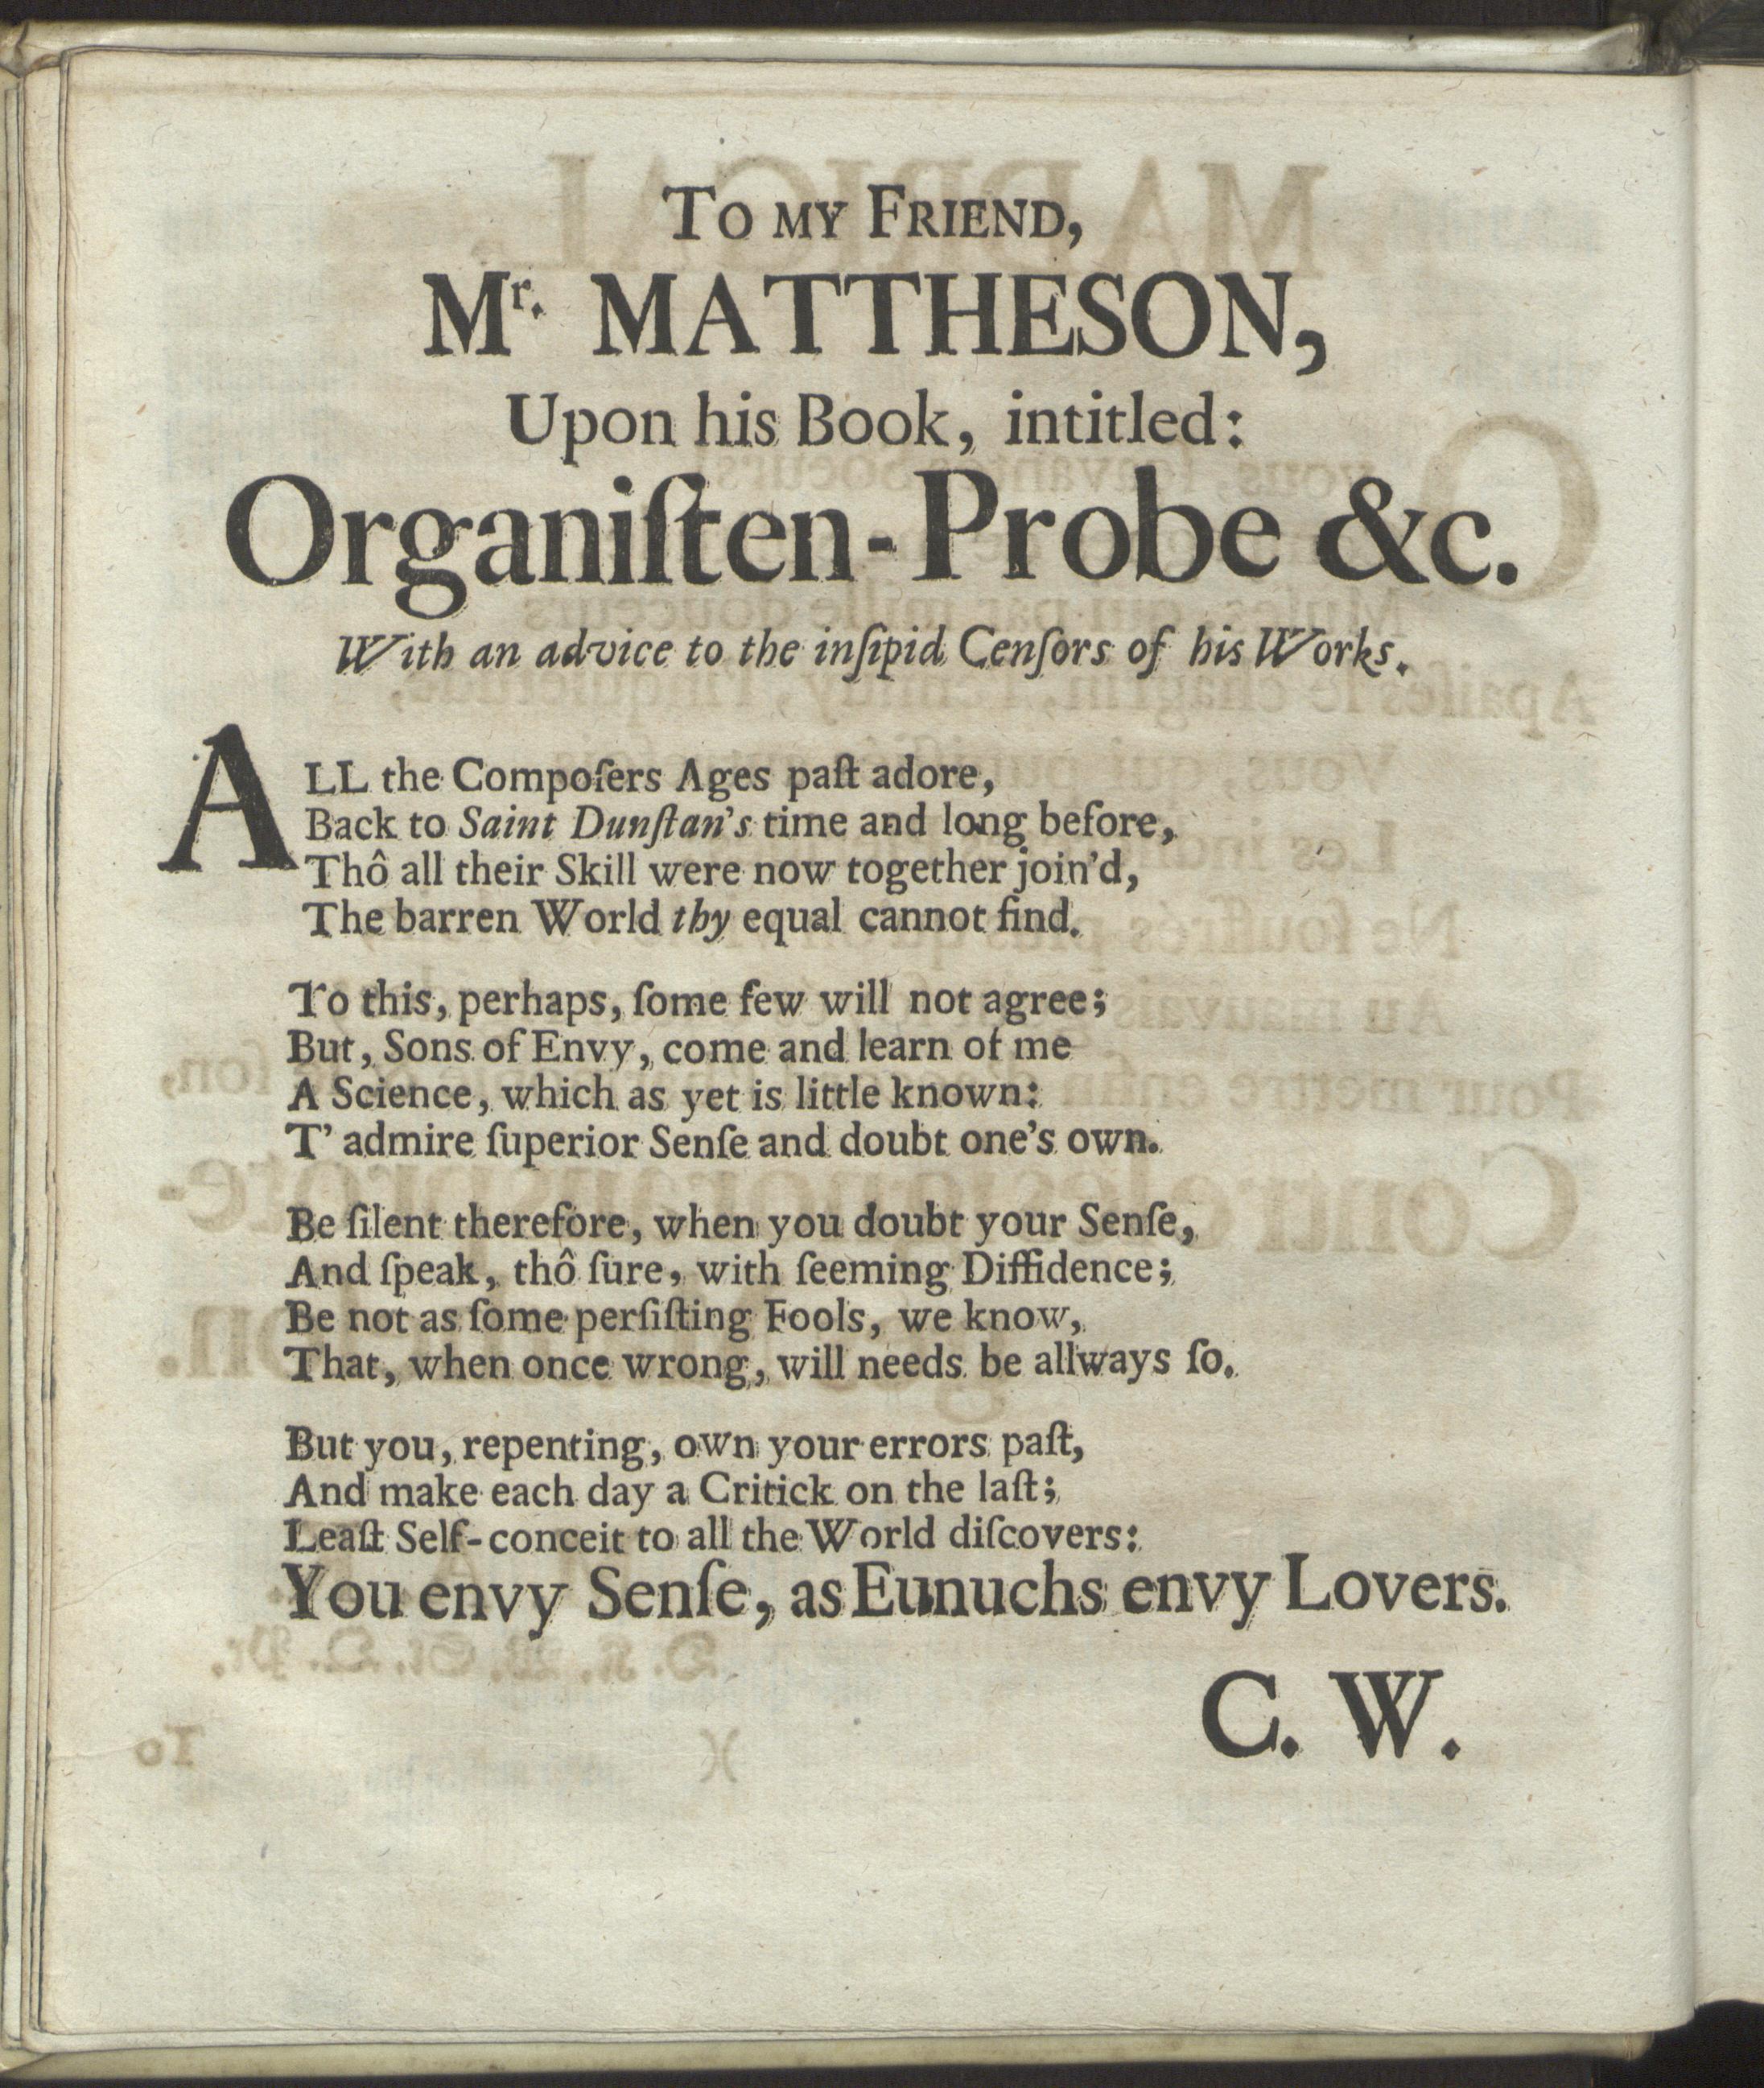 TO MY FRIEND,
Mr. MATTHESON,
Upon his Book, intitled:
Organiſten-Probe &c.
With an advice to the inſipid Cenſors of his Works.
ALL the Compoſers Ages paſt adore,
Back to Saint Dunſtan's time and long before,
Thô all their Skill were now together join'd,
The barren World thy equal cannot find.
To this, perhaps, ſome few will not agree;
But, Sons of Envy, come and learn of me
A Science, which as yet is little known:
T' admire ſuperior Senſe and doubt one's own.
Be ſilent therefore, when you doubt your Senſe,
And ſpeak, thô ſure, with ſeeming Diffidence;
Be not as ſome perſiſting Fools, we know,
That, when once wrong, will needs be allways ſo.
But you, repenting, own your errors paſt,
And make each day a Critick on the laſt;
Leaſt Self-conceit to all the World diſcovers:
You envy Senſe, as Eunuchs envy Lovers.
C. W.